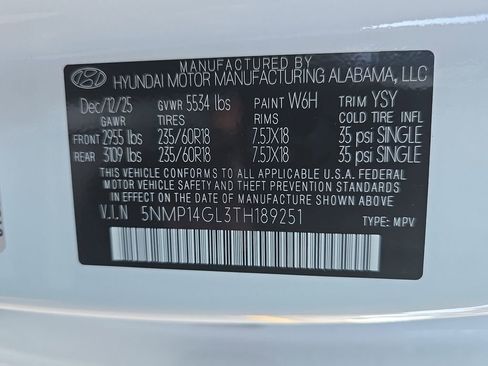 MANUFACTURED BY
HYUNDAI MOTOR MANUFACTURING ALABAMA, LLC
Dec/12/25 GVWR 5534 lbs PAINT W6H TRIM YSY
GAWR TIRES RIMS COLD TIRE INFL
FRONT 2955 lbs 235/60R18 7.5JX18 35 psi SINGLE
REAR 3109 lbs 235/60R18 7.5JX18 35 psi SINGLE
THIS VEHICLE CONFORMS TO ALL APPLICABLE U.S.A. FEDERAL
MOTOR VEHICLE SAFETY AND THEFT PREVENTION STANDARDS
IN EFFECT ON THE DATE OF MANUFACTURE SHOWN ABOVE
V.I.N 5NMP14GL3TH189251 TYPE: MPV